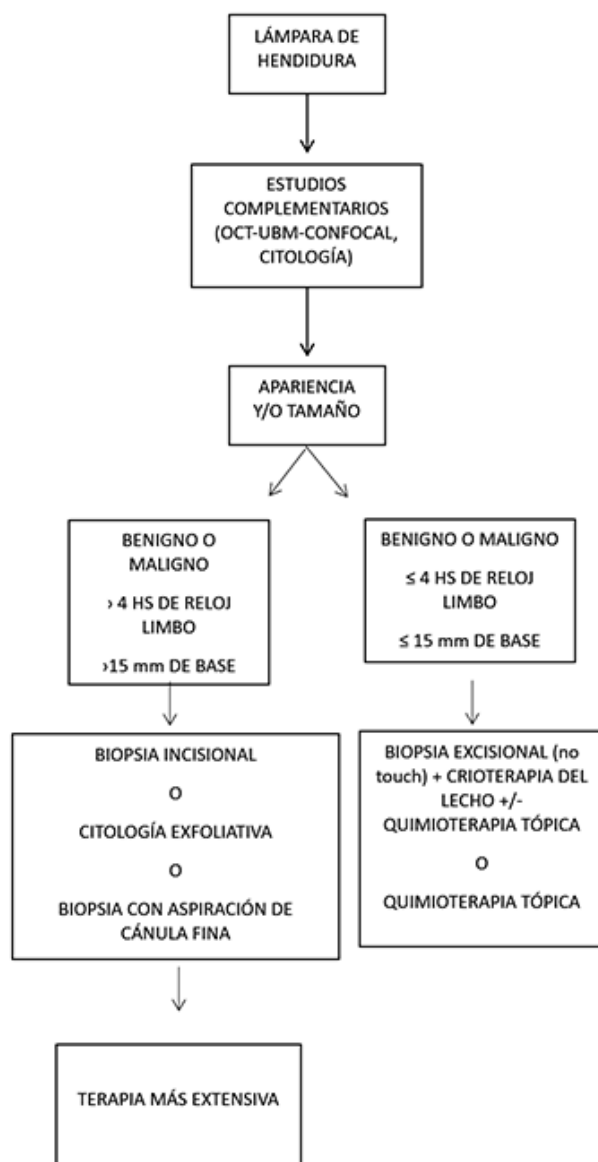 LÁMPARA DE
HENDIDURA
ESTUDIOS
COMPLEMENTARIOS
(OCT-UBM-CONFOCAL,
CITOLOGÍA)
APARIENCIA
Y/O TAMAÑO
BENIGNO O
MALIGNO
› 4 HS DE RELOJ
LIMBO
›15 mm DE BASE
BENIGNO O MALIGNO
≤ 4 HS DE RELOJ
LIMBO
≤ 15 mm DE BASE
BIOPSIA INCISIONAL
O
CITOLOGÍA EXFOLIATIVA
O
BIOPSIA CON ASPIRACIÓN DE
CÁNULA FINA
BIOPSIA EXCISIONAL (no
touch) + CRIOTERAPIA DEL
LECHO +/-
QUIMIOTERAPIA TÓPICA
O
QUIMIOTERAPIA TÓPICA
TERAPIA MÁS EXTENSIVA